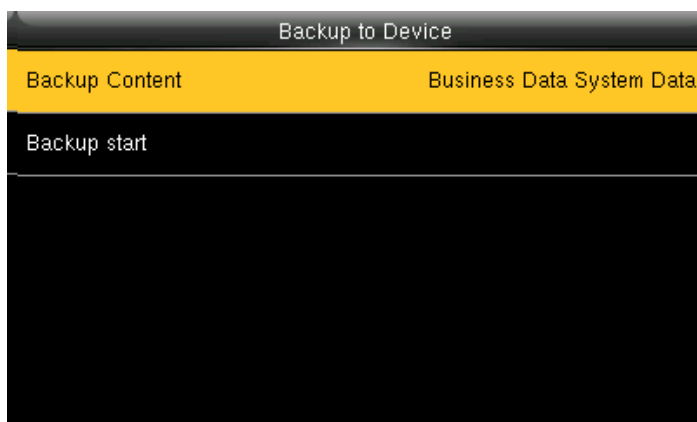 Backup to Device
Backup Content Business Data System Data
Backup start